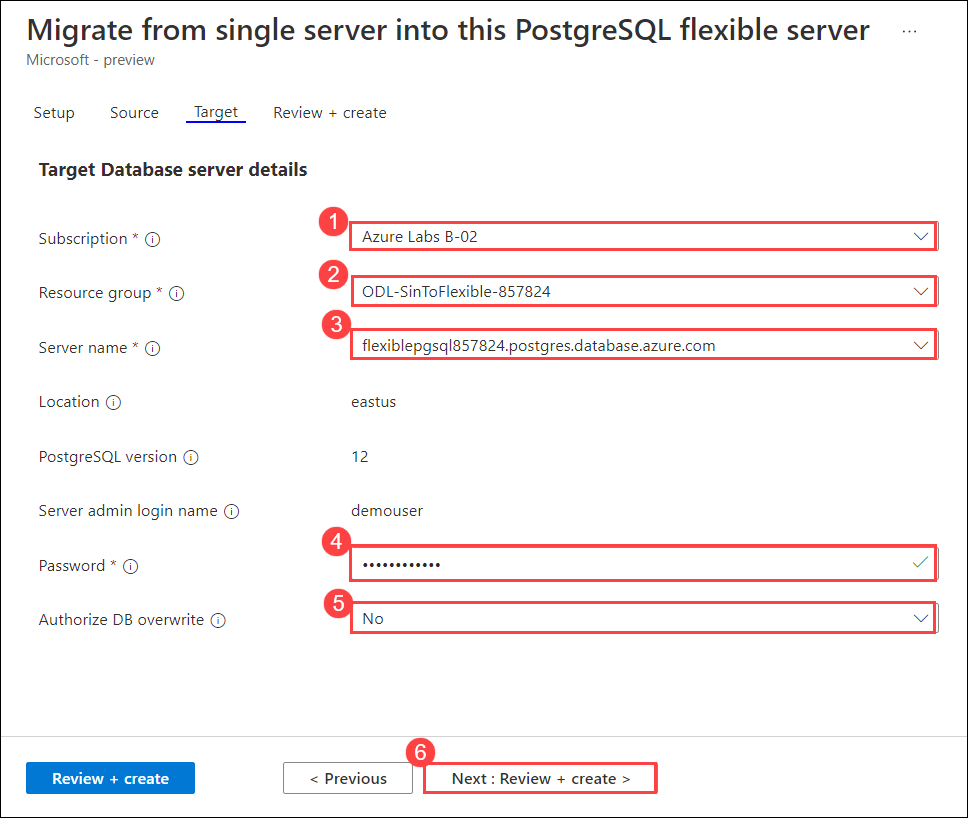 Migrate from single server into this PostgreSQL flexible server ...
Microsoft - preview
Setup Source Target Review + create
Target Database server details
1
Subscription * Azure Labs B-02
2
Resource group * ODL-SinToFlexible-857824
3
Server name * flexiblepgsql857824.postgres.database.azure.com
Location eastus
PostgreSQL version 12
Server admin login name demouser
4
Password * ••••••••••••
5
Authorize DB overwrite No
6
Review + create < Previous Next : Review + create >